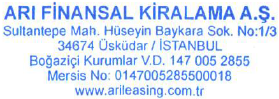 ARI FİNANSAL KİRALAMA A.Ş.
Sultantepe Mah. Hüseyin Baykara Sok. No:1/3
34674 Üsküdar / İSTANBUL
Boğaziçi Kurumlar V.D. 147 005 2855
Mersis No: 0147005285500018
www.arileasing.com.tr